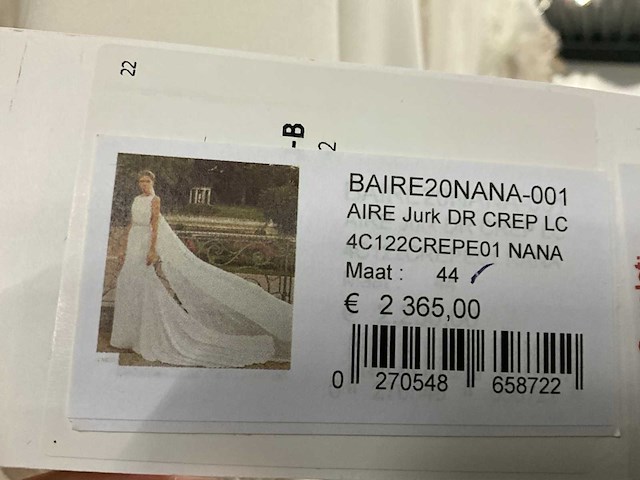 22
-B
2
BAIRE20NANA-001
AIRE Jurk DR CREP LC
4C122CREPE01 NANA
Maat : 44
€ 2 365,00
0 270548 658722